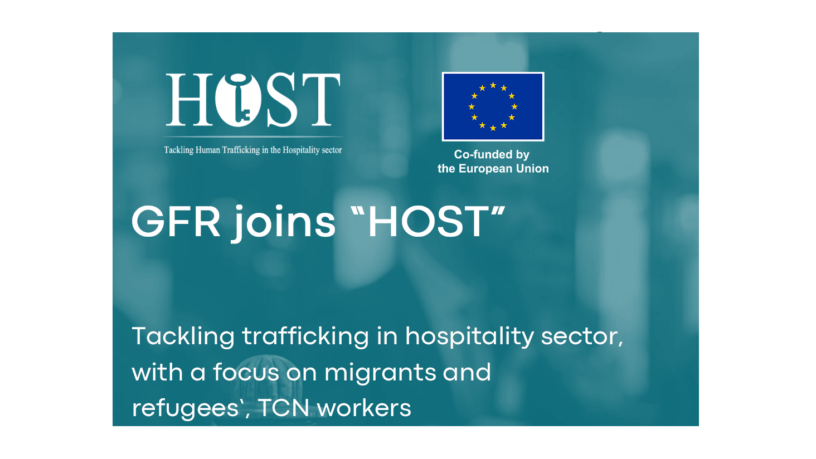 HOST
Tackling Human Trafficking in the Hospitality sector
Co-funded by
the European Union
GFR joins “HOST”
Tackling trafficking in hospitality sector,
with a focus on migrants and
refugees‵, TCN workers